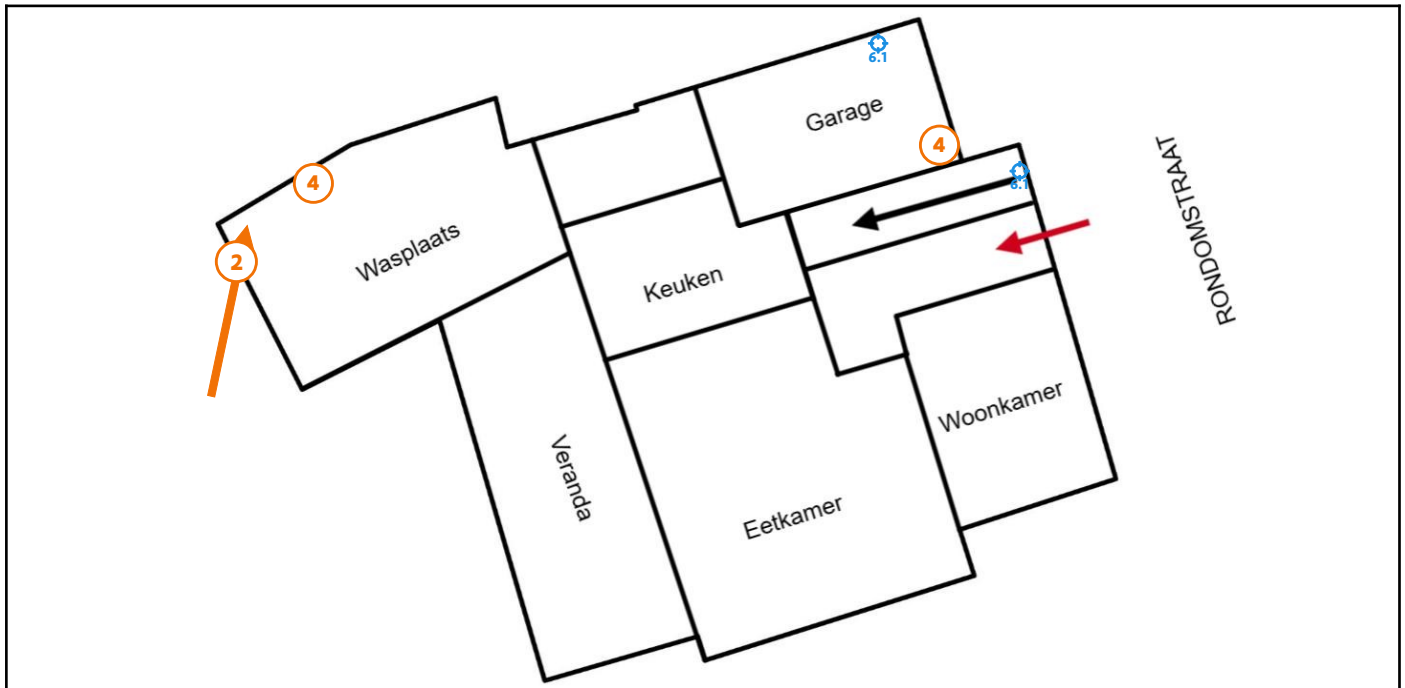 6.1
Garage
4
6.1
4
Wasplaats
2
Keuken
RONDOMSTRAAT
Woonkamer
Veranda
Eetkamer